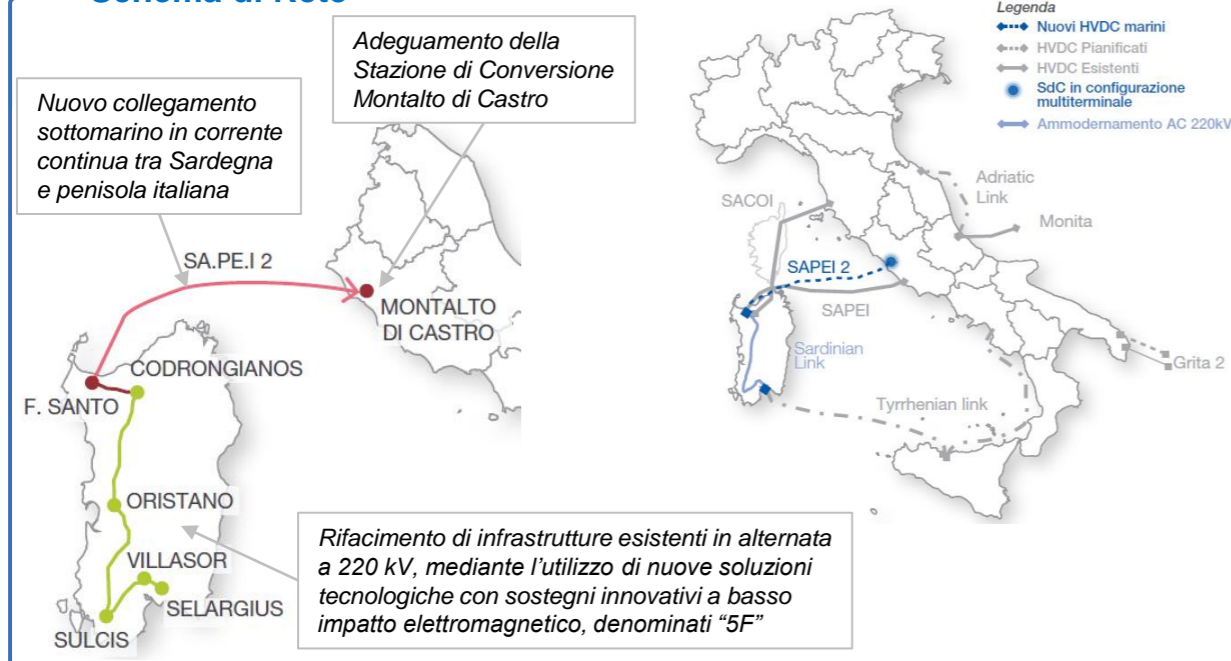 Schema di Rete
Nuovo collegamento
sottomarino in corrente
continua tra Sardegna
e penisola italiana
Adeguamento della
Stazione di Conversione
Montalto di Castro
SA.PE.I 2
MONTALTO
DI CASTRO
CODRONGIANOS
F. SANTO
ORISTANO
VILLASOR
SELARGIUS
SULCIS
Rifacimento di infrastrutture esistenti in alternata
a 220 kV, mediante l’utilizzo di nuove soluzioni
tecnologiche con sostegni innovativi a basso
impatto elettromagnetico, denominati “5F”
Legenda
Nuovi HVDC marini
HVDC Pianificati
HVDC Esistenti
SdC in configurazione
multiterminale
Ammodernamento AC 220kV
SACOI
Adriatic
Link
Monita
SAPEI 2
SAPEI
Sardinian
Link
Grita 2
Tyrrhenian link